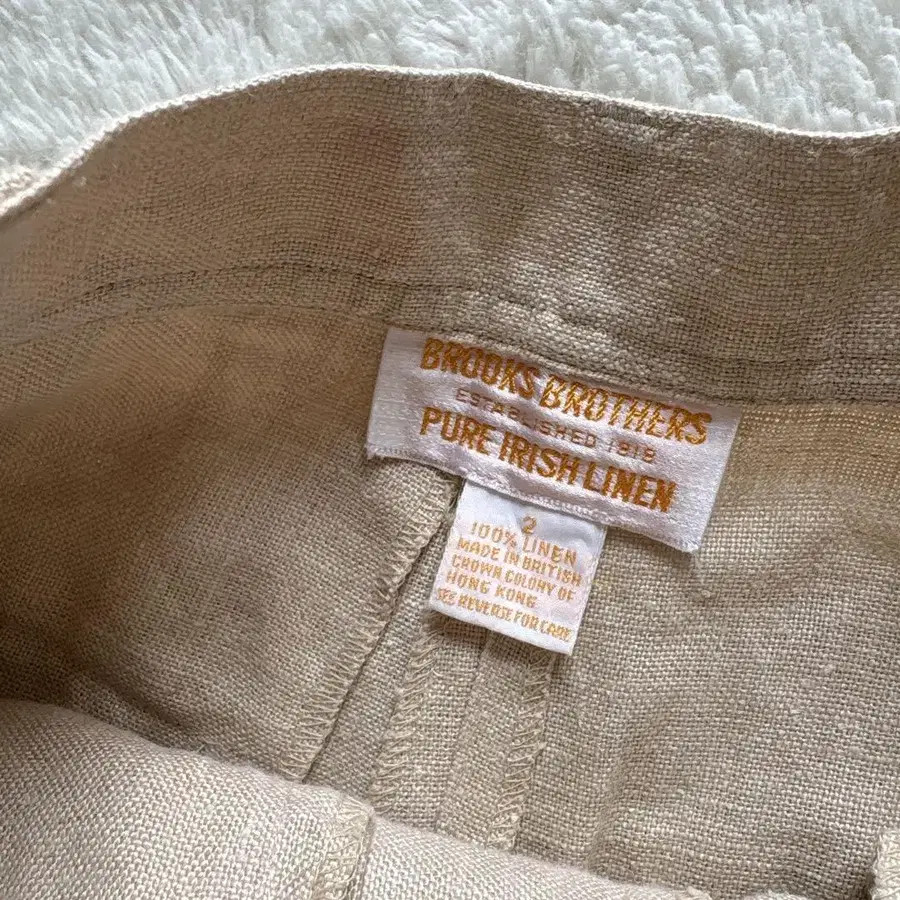 BROOKS BROTHERS
ESTABLISHED 1818
PURE IRISH LINEN
2
100% LINEN
MADE IN BRITISH
CROWN COLONY OF
HONG KONG
SEE REVERSE FOR CARE